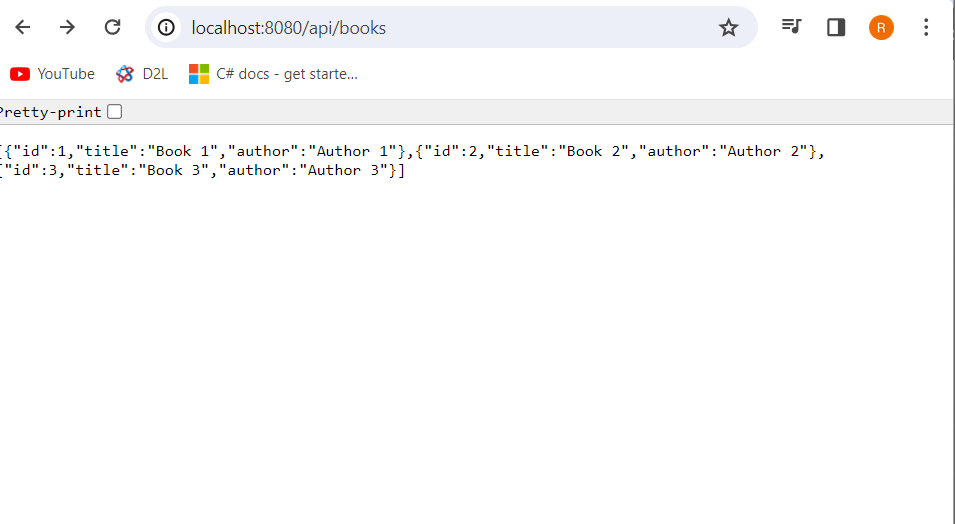 localhost:8080/api/books
R
YouTube D2L C# docs - get starte...
Pretty-print
[{"id":1,"title":"Book 1","author":"Author 1"},{"id":2,"title":"Book 2","author":"Author 2"},
{"id":3,"title":"Book 3","author":"Author 3"}]